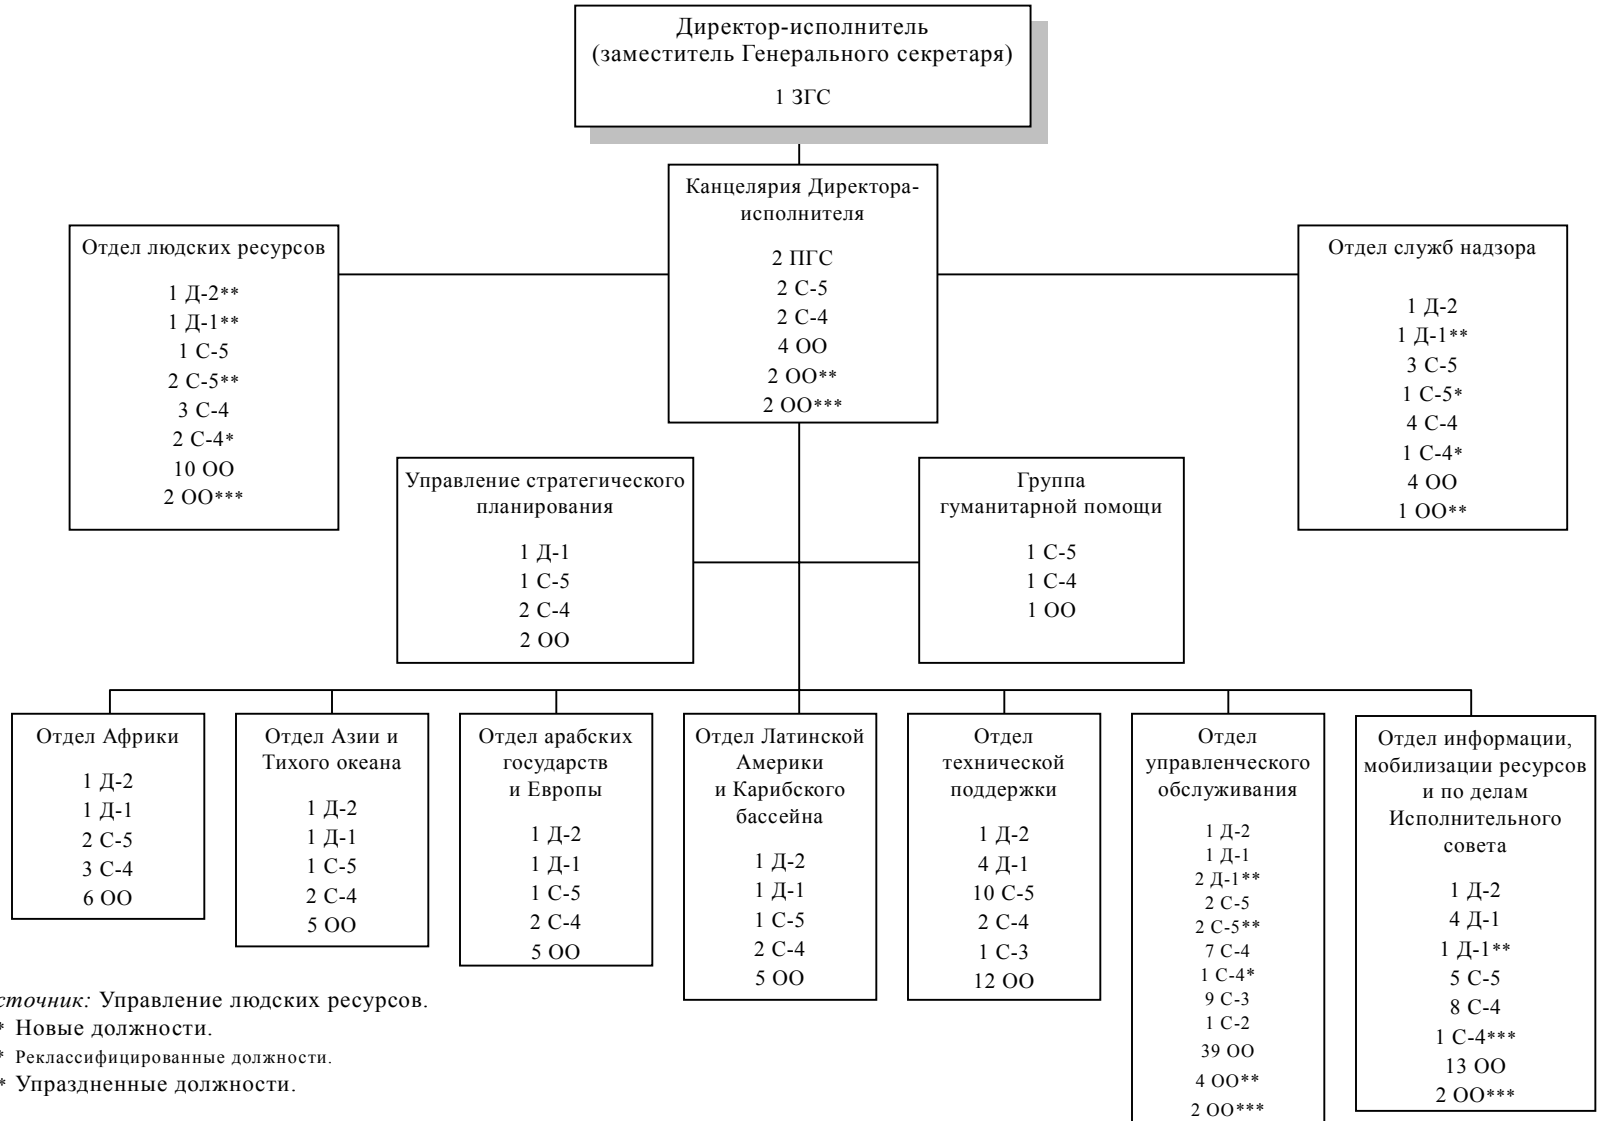 Директор-исполнитель
(заместитель Генерального секретаря)
1 ЗГС
Канцелярия Директора-
исполнителя
2 ПГС
2 С-5
2 С-4
4 ОО
2 ОО**
2 ОО***
Отдел людских ресурсов
1 Д-2**
1 Д-1**
1 С-5
2 С-5**
3 С-4
2 С-4*
10 ОО
2 ОО***
Отдел служб надзора
1 Д-2
1 Д-1**
3 С-5
1 С-5*
4 С-4
1 С-4*
4 ОО
1 ОО**
Управление стратегического
планирования
1 Д-1
1 С-5
2 С-4
2 ОО
Группа
гуманитарной помощи
1 С-5
1 С-4
1 ОО
Отдел Африки
1 Д-2
1 Д-1
2 С-5
3 С-4
6 ОО
Отдел Азии и
Тихого океана
1 Д-2
1 Д-1
1 С-5
2 С-4
5 ОО
Отдел арабских
государств
и Европы
1 Д-2
1 Д-1
1 С-5
2 С-4
5 ОО
Отдел Латинской
Америки
и Карибского
бассейна
1 Д-2
1 Д-1
1 С-5
2 С-4
5 ОО
Отдел
технической
поддержки
1 Д-2
4 Д-1
10 С-5
2 С-4
1 С-3
12 ОО
Отдел
управленческого
обслуживания
1 Д-2
1 Д-1
2 Д-1**
2 С-5
2 С-5**
7 С-4
1 С-4*
9 С-3
1 С-2
39 ОО
4 ОО**
2 ОО***
Отдел информации,
мобилизации ресурсов
и по делам
Исполнительного
совета
1 Д-2
4 Д-1
1 Д-1**
5 С-5
8 С-4
1 С-4***
13 ОО
2 ОО***
сточник: Управление людских ресурсов.
* Новые должности.
* Реклассифицированные должности.
* Упраздненные должности.